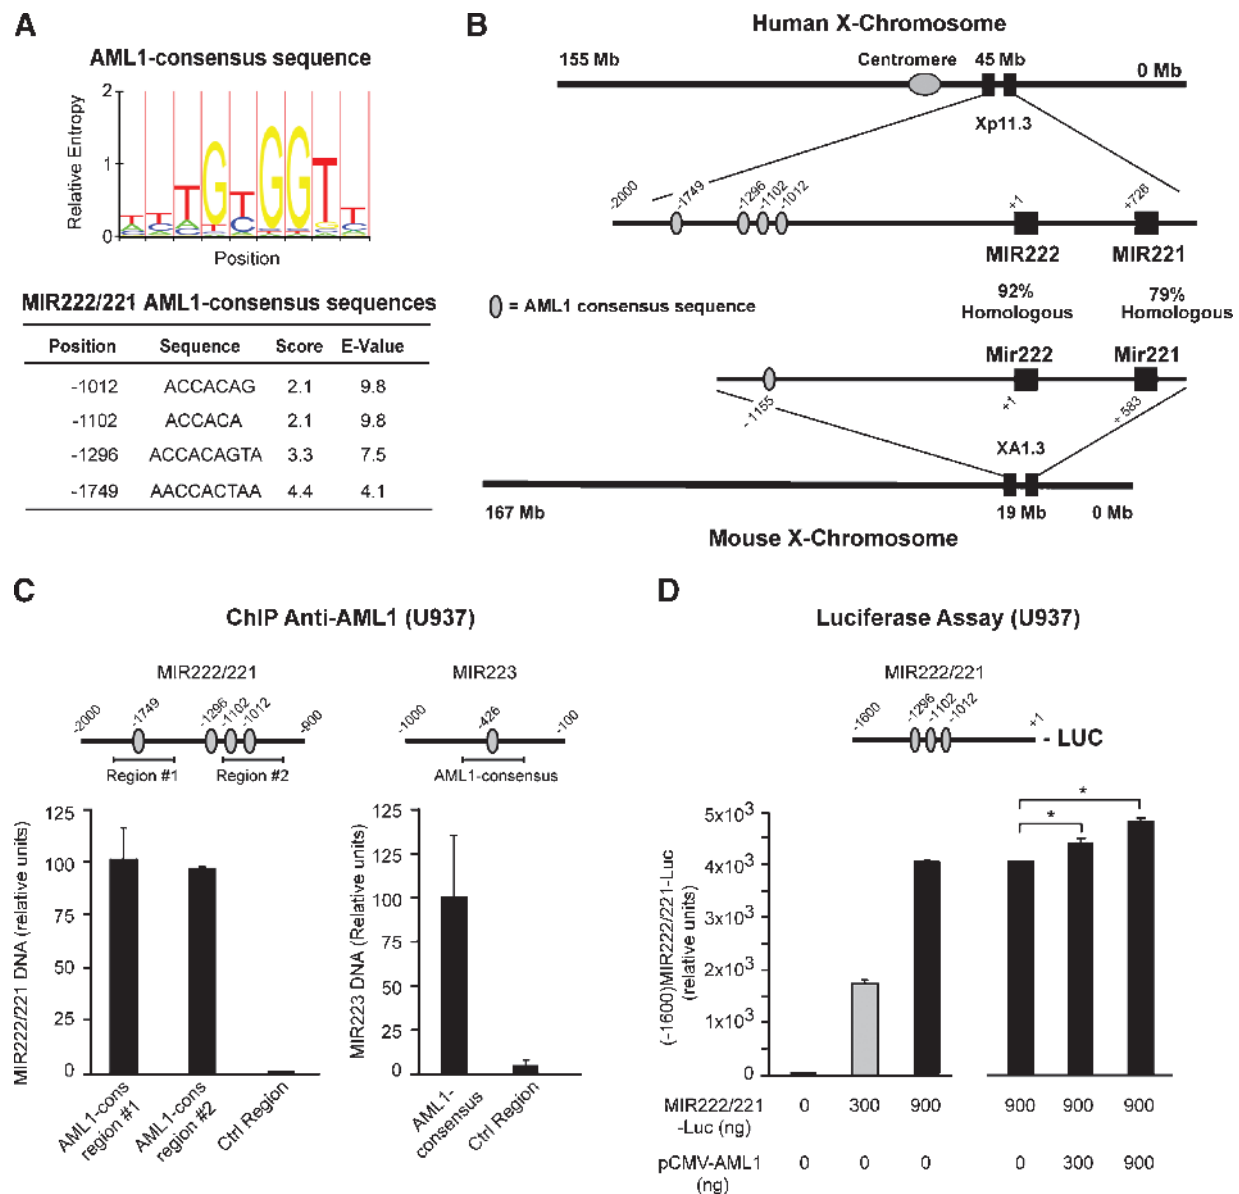 A
AML1-consensus sequence
Relative Entropy
2
1
0
T G T G G T
Position
MIR222/221 AML1-consensus sequences
Position Sequence Score E-Value
-1012 ACCACAG 2.1 9.8
-1102 ACCACA 2.1 9.8
-1296 ACCACAGTA 3.3 7.5
-1749 AACCACTAA 4.4 4.1
B
Human X-Chromosome
155 Mb
Centromere
45 Mb
0 Mb
Xp11.3
-2000
-1749
-1296
-1102
-1012
+1
+726
MIR222
MIR221
= AML1 consensus sequence
92% Homologous
79% Homologous
Mir222
Mir221
-1155
+1
+583
XA1.3
167 Mb
19 Mb
0 Mb
Mouse X-Chromosome
C
ChIP Anti-AML1 (U937)
MIR222/221
-2000
-1749
-1296
-1102
-1012
-900
Region #1
Region #2
MIR222/221 DNA (relative units)
125
100
75
50
25
0
AML1-cons region #1
AML1-cons region #2
Ctrl Region
MIR223
-1000
-426
-100
AML1-consensus
MIR223 DNA (Relative units)
125
125
100
75
50
25
0
AML1-consensus
Ctrl Region
D
Luciferase Assay (U937)
MIR222/221
-1600
-1296
-1102
-1012
+1
- LUC
(-1600)MIR222/221-Luc
(relative units)
5x10³
4x10³
3x10³
2x10³
1x10³
0
*
*
MIR222/221 -Luc (ng) 0 300 900 900 900 900
pCMV-AML1 (ng) 0 0 0 0 300 900